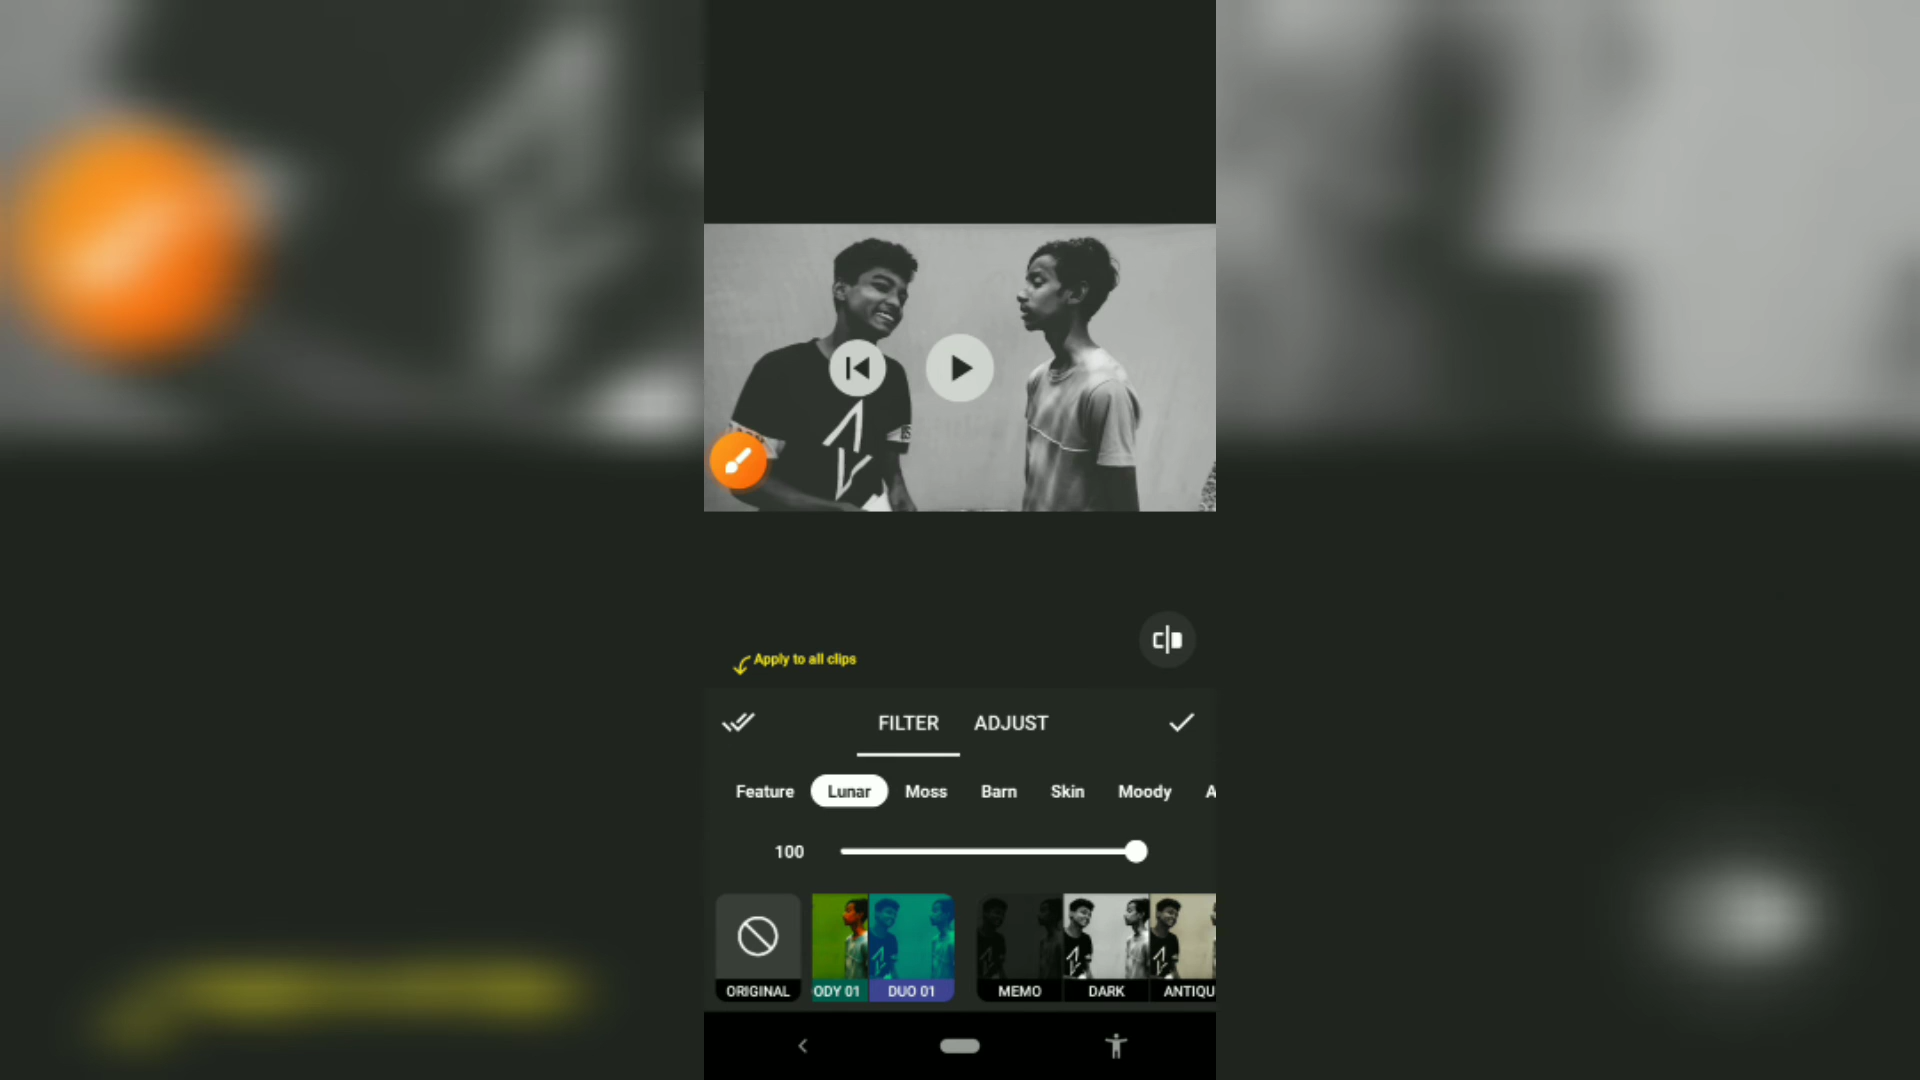 Apply to all clips
FILTER ADJUST
Feature Lunar Moss Barn Skin Moody A
100
ORIGINAL ODY 01 DUO 01 MEMO DARK ANTIQU